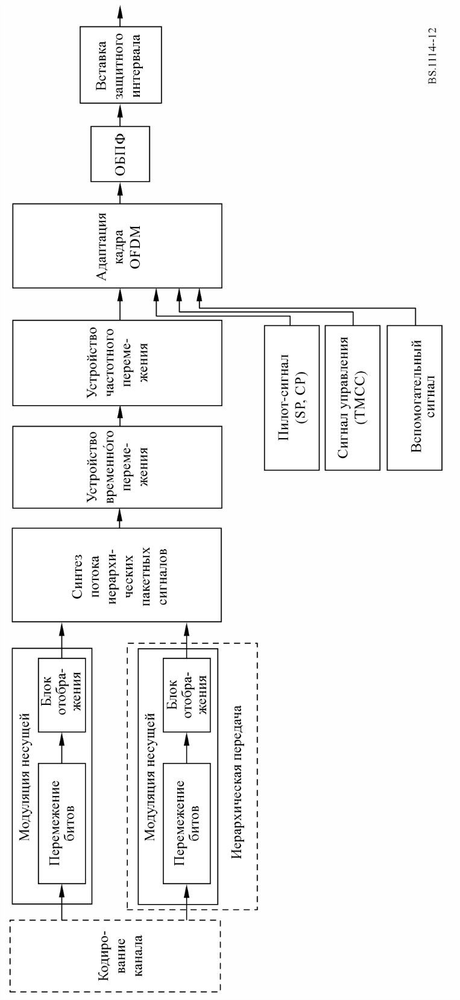 Кодиро-
вание
канала
Модуляция несущей
Перемежение
битов
Блок
отобра-
жения
Модуляция несущей
Перемежение
битов
Блок
отобра-
жения
Иерархическая передача
Синтез
потока
иерархи-
ческих
пакетных
сигналов
Устройство
временно́го
переме-
жения
Устройство
частотного
переме-
жения
Адаптация
кадра
OFDM
ОБПФ
Вставка
защитного
интервала
Пилот-сигнал
(SP, CP)
Сигнал управления
(TMCC)
Вспомогательный
сигнал
BS.1114--12